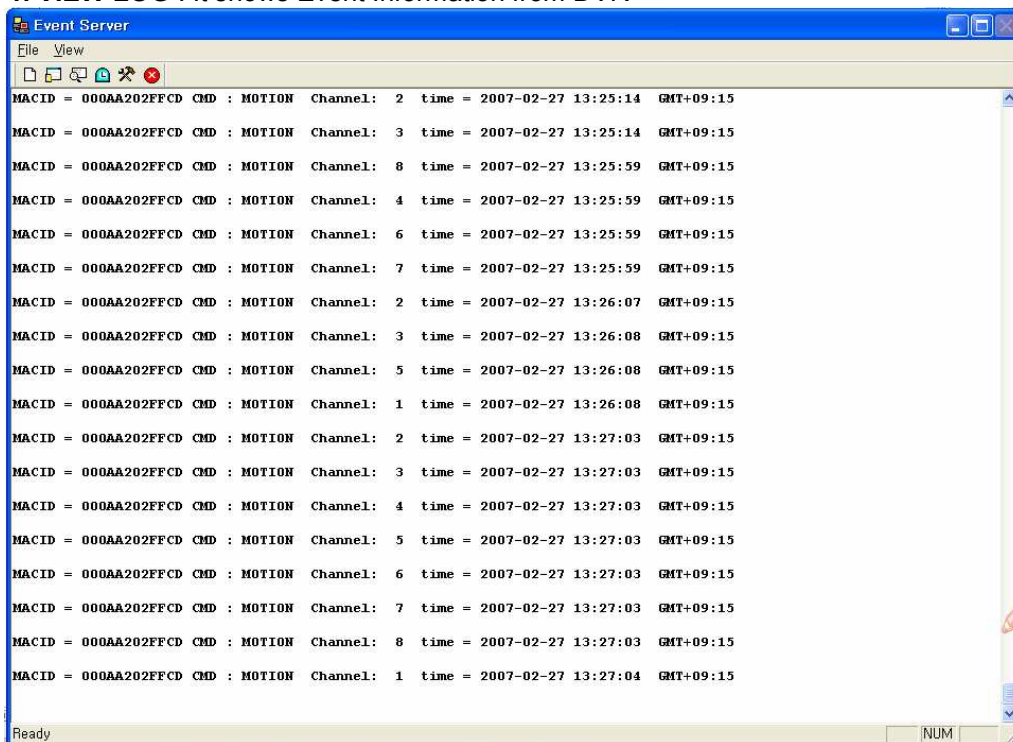 Event Server
File View
MACID = 000AA202FFCD CMD : MOTION Channel: 2 time = 2007-02-27 13:25:14 GMT+09:15
MACID = 000AA202FFCD CMD : MOTION Channel: 3 time = 2007-02-27 13:25:14 GMT+09:15
MACID = 000AA202FFCD CMD : MOTION Channel: 8 time = 2007-02-27 13:25:59 GMT+09:15
MACID = 000AA202FFCD CMD : MOTION Channel: 4 time = 2007-02-27 13:25:59 GMT+09:15
MACID = 000AA202FFCD CMD : MOTION Channel: 6 time = 2007-02-27 13:25:59 GMT+09:15
MACID = 000AA202FFCD CMD : MOTION Channel: 7 time = 2007-02-27 13:25:59 GMT+09:15
MACID = 000AA202FFCD CMD : MOTION Channel: 2 time = 2007-02-27 13:26:07 GMT+09:15
MACID = 000AA202FFCD CMD : MOTION Channel: 3 time = 2007-02-27 13:26:08 GMT+09:15
MACID = 000AA202FFCD CMD : MOTION Channel: 5 time = 2007-02-27 13:26:08 GMT+09:15
MACID = 000AA202FFCD CMD : MOTION Channel: 1 time = 2007-02-27 13:26:08 GMT+09:15
MACID = 000AA202FFCD CMD : MOTION Channel: 2 time = 2007-02-27 13:27:03 GMT+09:15
MACID = 000AA202FFCD CMD : MOTION Channel: 3 time = 2007-02-27 13:27:03 GMT+09:15
MACID = 000AA202FFCD CMD : MOTION Channel: 4 time = 2007-02-27 13:27:03 GMT+09:15
MACID = 000AA202FFCD CMD : MOTION Channel: 5 time = 2007-02-27 13:27:03 GMT+09:15
MACID = 000AA202FFCD CMD : MOTION Channel: 6 time = 2007-02-27 13:27:03 GMT+09:15
MACID = 000AA202FFCD CMD : MOTION Channel: 7 time = 2007-02-27 13:27:03 GMT+09:15
MACID = 000AA202FFCD CMD : MOTION Channel: 8 time = 2007-02-27 13:27:03 GMT+09:15
MACID = 000AA202FFCD CMD : MOTION Channel: 1 time = 2007-02-27 13:27:04 GMT+09:15
Ready NUM